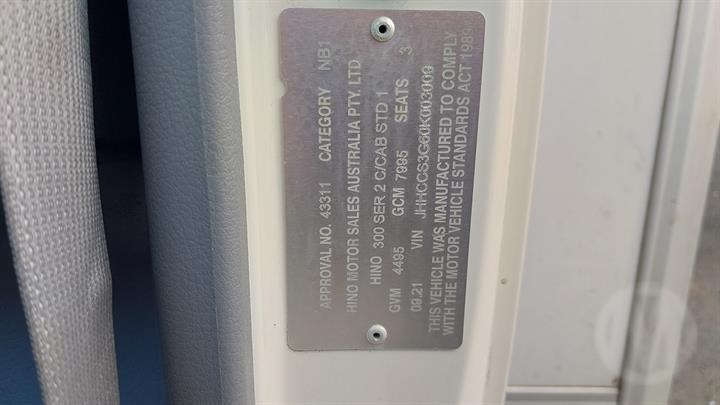 APPROVAL NO. 43311 CATEGORY NB1
HINO MOTOR SALES AUSTRALIA PTY. LTD
HINO 300 SER 2 C/CAB STD 1
GVM 4495 GCM 7995 SEATS 3
09.21 VIN JHHCCS3G60K003009
THIS VEHICLE WAS MANUFACTURED TO COMPLY
WITH THE MOTOR VEHICLE STANDARDS ACT 1989